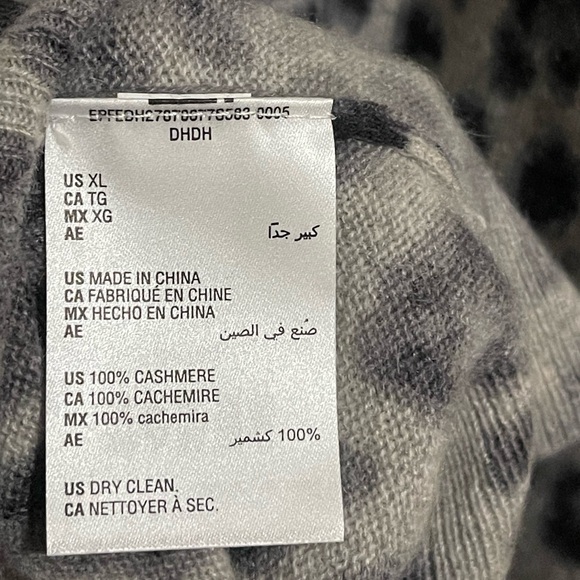 DHDH
US XL
CA TG
MX XG
AE كبير جدًا
US MADE IN CHINA
CA FABRIQUÉ EN CHINE
MX HECHO EN CHINA
AE صُنع في الصين
US 100% CASHMERE
CA 100% CACHEMIRE
MX 100% cachemira
AE 100% كشمير
US DRY CLEAN.
CA NETTOYER À SEC.